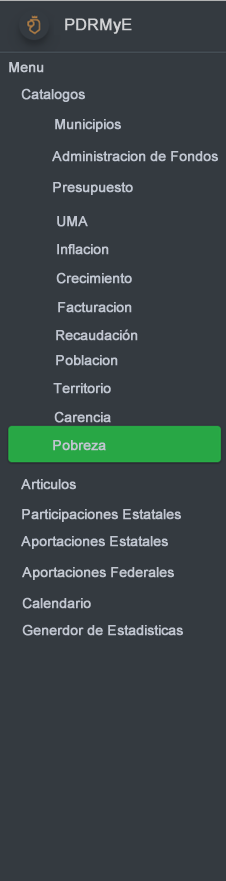 PDRMyE
Menu
Catalogos
Municipios
Administracion de Fondos
Presupuesto
UMA
Inflacion
Crecimiento
Facturacion
Recaudación
Poblacion
Territorio
Carencia
Pobreza
Articulos
Participaciones Estatales
Aportaciones Estatales
Aportaciones Federales
Calendario
Generdor de Estadisticas